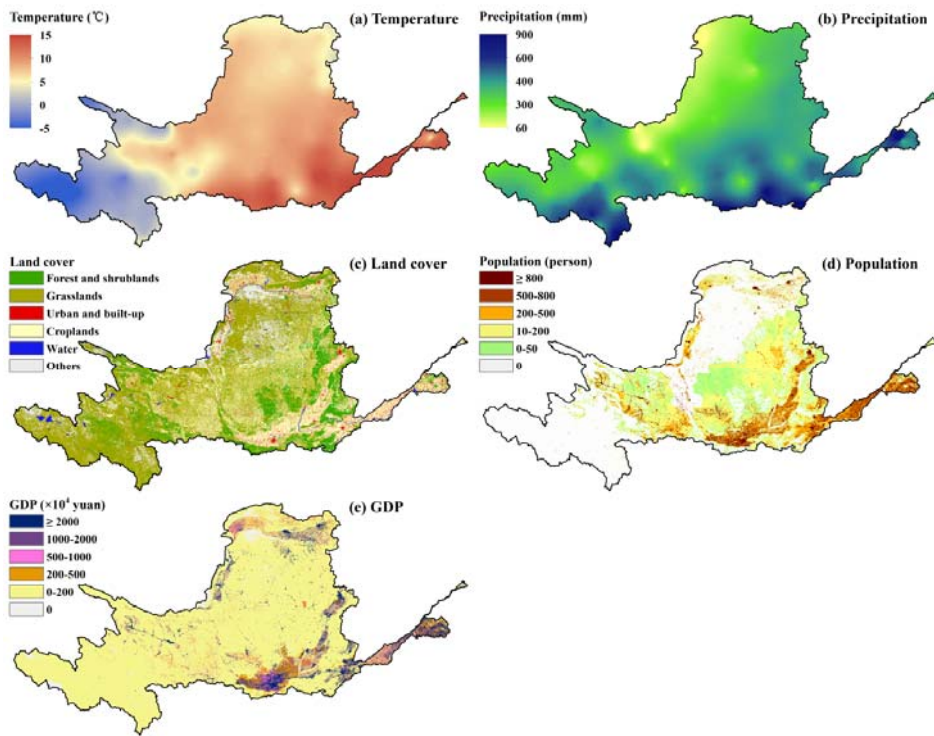 Temperature (℃)
15
10
5
0
-5
(a) Temperature
Precipitation (mm)
900
600
400
300
60
(b) Precipitation
Land cover
Forest and shrublands
Grasslands
Urban and built-up
Croplands
Water
Others
(c) Land cover
Population (person)
≥ 800
500-800
200-500
10-200
0-50
0
(d) Population
GDP (×10⁴ yuan)
≥ 2000
1000-2000
500-1000
200-500
0-200
0
(e) GDP